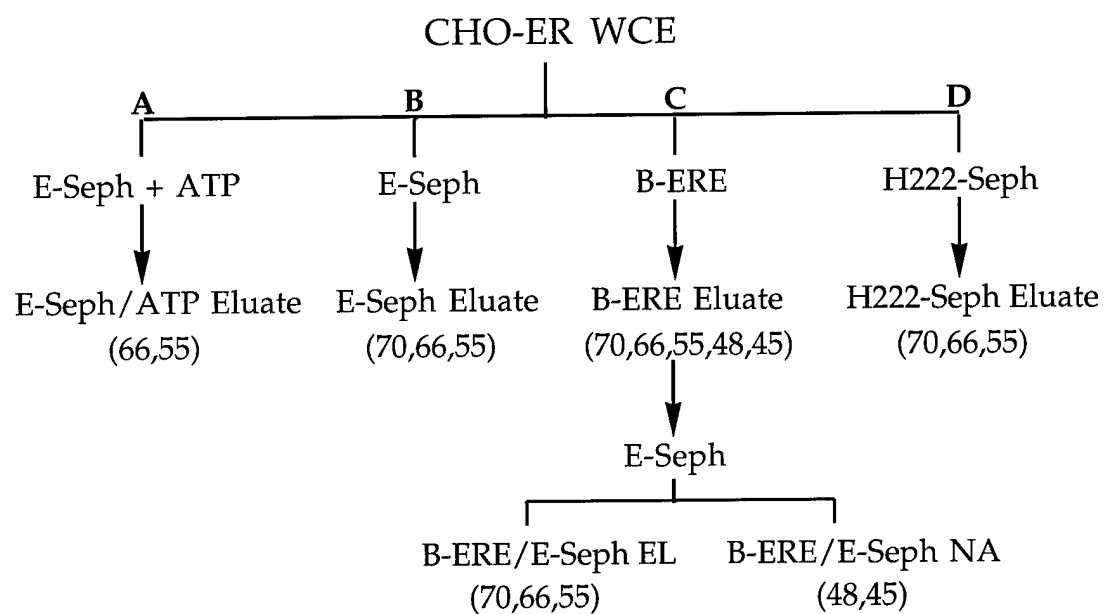 CHO-ER WCE
A B C D
E-Seph + ATP E-Seph B-ERE H222-Seph
E-Seph/ATP Eluate E-Seph Eluate B-ERE Eluate H222-Seph Eluate
(66,55) (70,66,55) (70,66,55,48,45) (70,66,55)
E-Seph
B-ERE/E-Seph EL B-ERE/E-Seph NA
(70,66,55) (48,45)